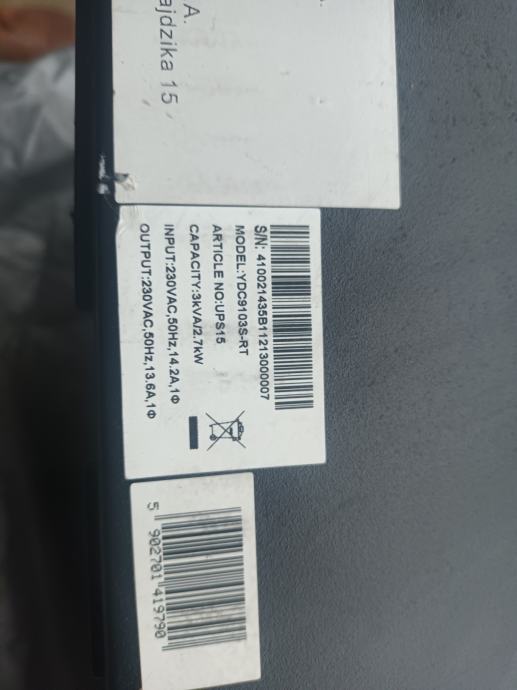 A.
ajdzika 15
S/N: 410021435B11213000007
MODEL:YDC9103S-RT
ARTICLE NO:UPS15
CAPACITY:3kVA/2.7kW
INPUT:230VAC,50Hz,14.2A,1Φ
OUTPUT:230VAC,50Hz,13.6A,1Φ
5 902701 419790